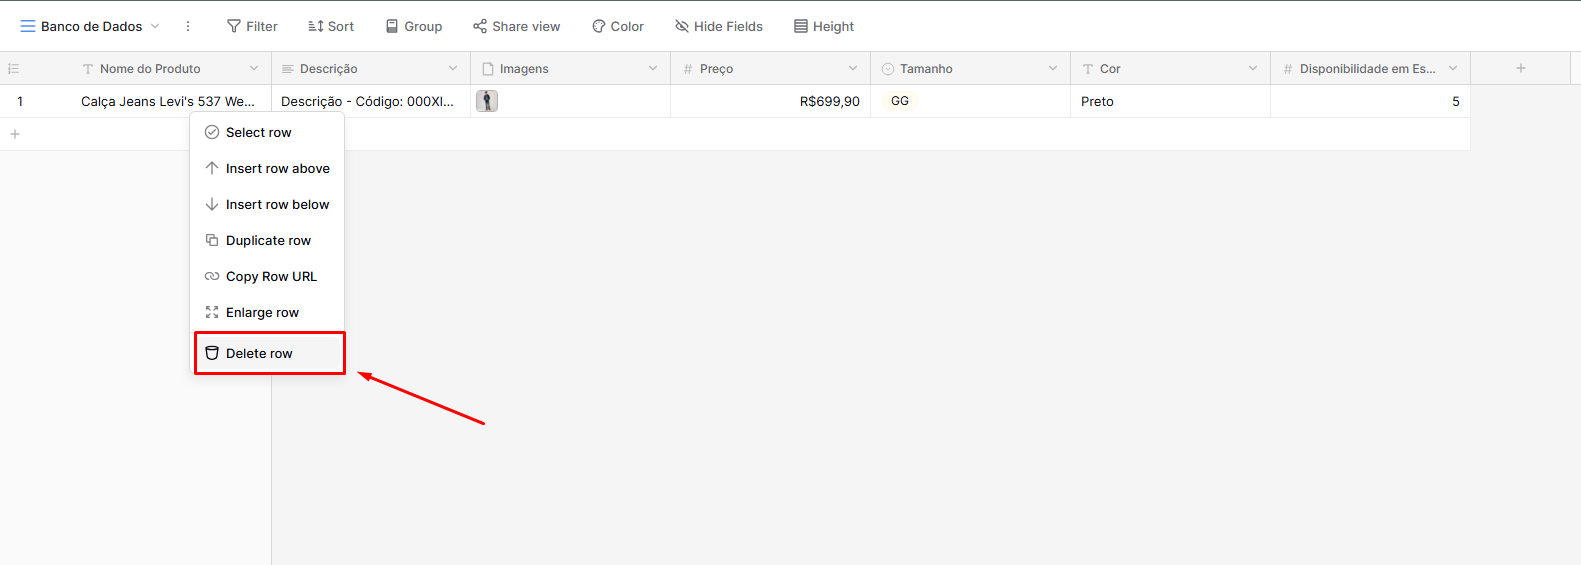 Banco de Dados Filter Sort Group Share view Color Hide Fields Height
Nome do Produto Descrição Imagens # Preço Tamanho Cor # Disponibilidade em Es...
1 Calça Jeans Levi's 537 We... Descrição - Código: 000XI... R$699,90 GG Preto 5
Select row
Insert row above
Insert row below
Duplicate row
Copy Row URL
Enlarge row
Delete row